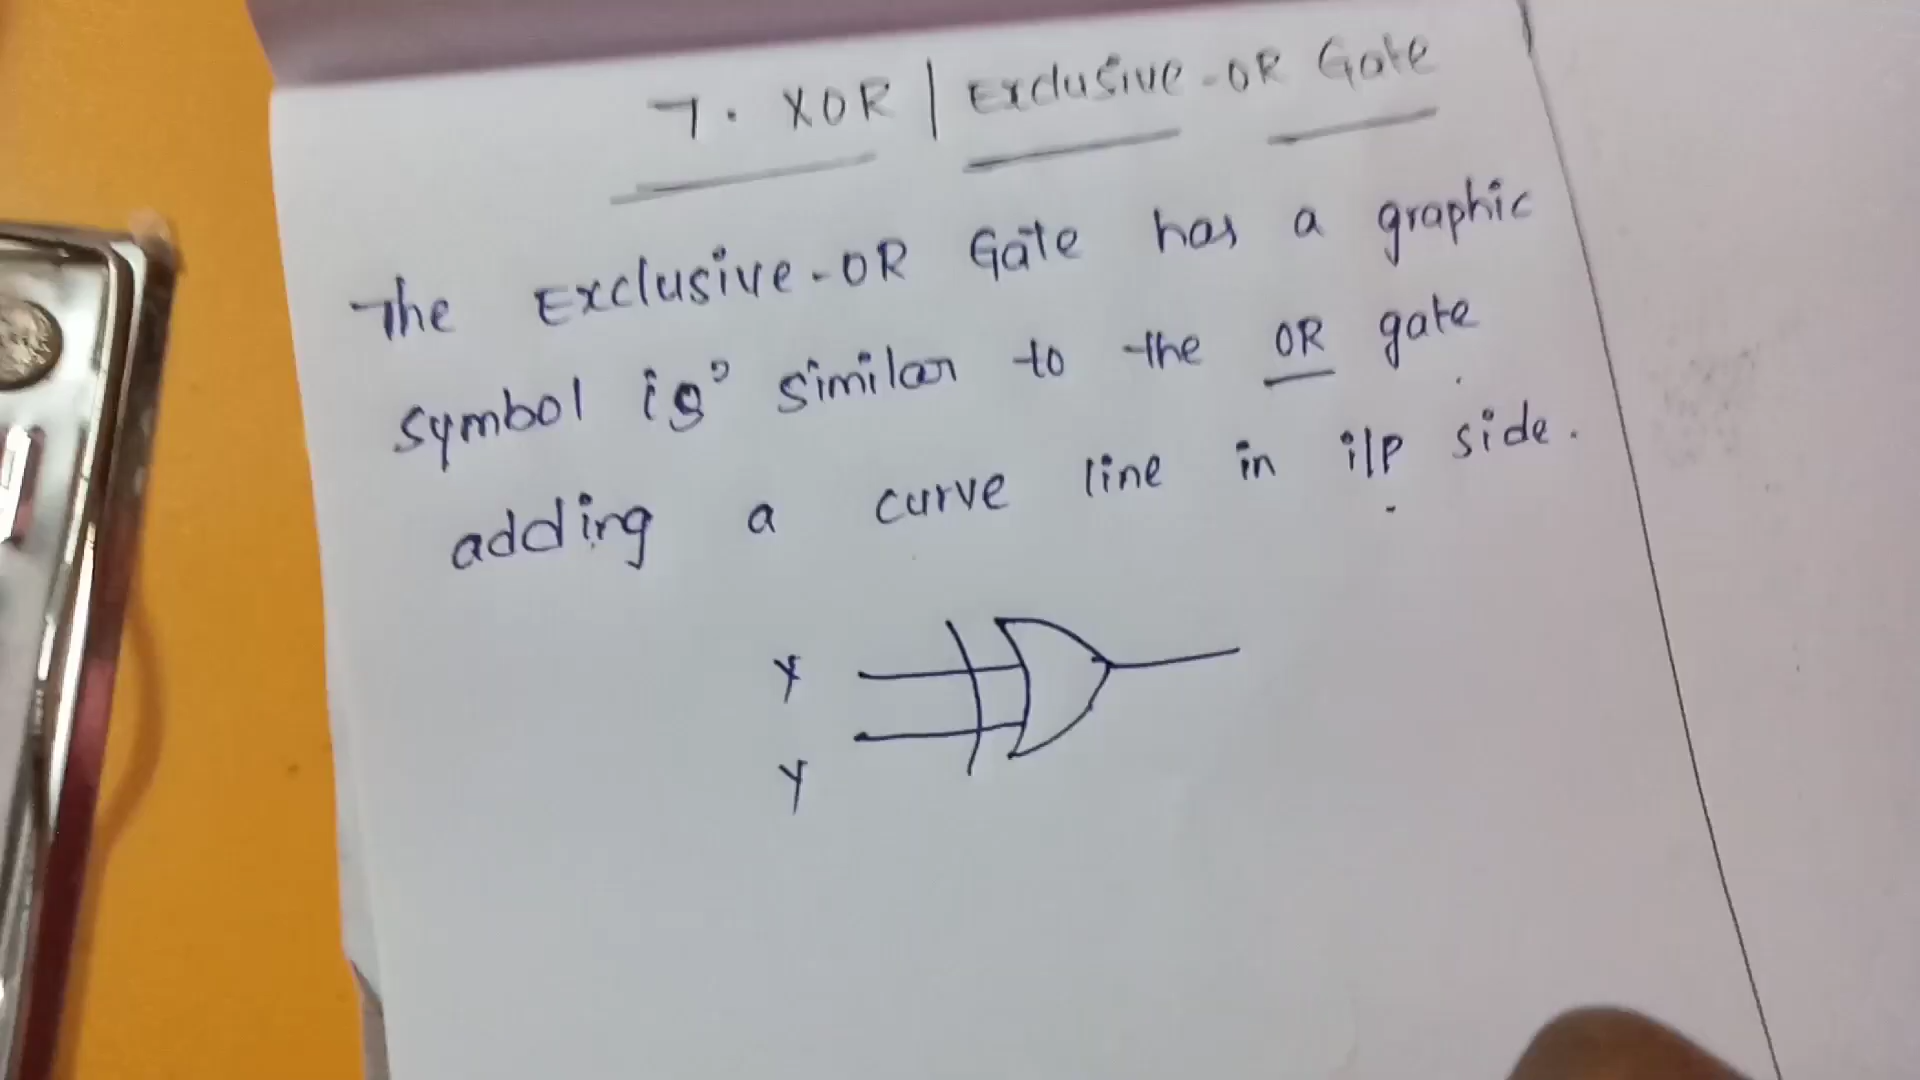 7. XOR | Exclusive-OR Gate
The Exclusive-OR Gate has a graphic
symbol is similar to the OR gate
adding a curve line in i/p side.
X
Y